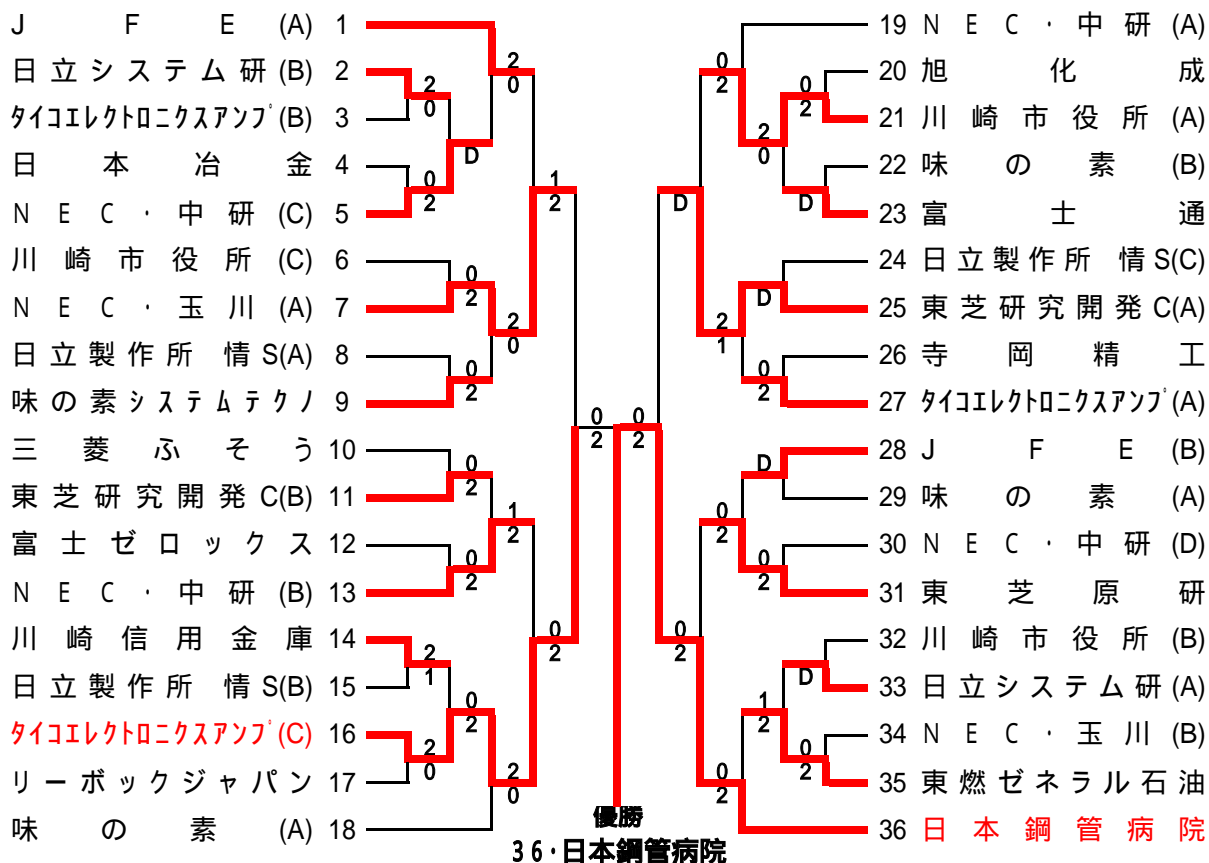 J F E (A) 1
日立システム研(B) 2
ﾀｲｺｴﾚｸﾄﾛﾆｸｽｱﾝﾌﾟ(B) 3
日本冶金 4
NEC・中研(C) 5
川崎市役所(C) 6
NEC・玉川(A) 7
日立製作所 情S(A) 8
味の素ｼｽﾃﾑﾃｸﾉ 9
三菱ふそう 10
東芝研究開発C(B) 11
富士ゼロックス 12
NEC・中研(B) 13
川崎信用金庫 14
日立製作所 情S(B) 15
ﾀｲｺｴﾚｸﾄﾛﾆｸｽｱﾝﾌﾟ(C) 16
リーボックジャパン 17
味の素(A) 18
2
0
0
2
D
2
0
0
2
0
2
2
0
1
2
0
2
0
2
1
2
2
1
2
0
0
2
2
0
0
2
0
2
0
2
19 NEC・中研(A)
20 旭化成
21 川崎市役所(A)
22 味の素(B)
23 富士通
24 日立製作所 情S(C)
25 東芝研究開発C(A)
26 寺岡精工
27 ﾀｲｺｴﾚｸﾄﾛﾆｸｽｱﾝﾌﾟ(A)
28 J F E (B)
29 味の素(A)
30 NEC・中研(D)
31 東芝原研
32 川崎市役所(B)
33 日立システム研(A)
34 NEC・玉川(B)
35 東燃ゼネラル石油
36 日本鋼管病院
0
2
D
2
0
0
2
D
0
2
2
1
D
D
0
2
0
2
D
0
2
D
0
2
1
2
0
2
0
2
優勝
36・日本鋼管病院